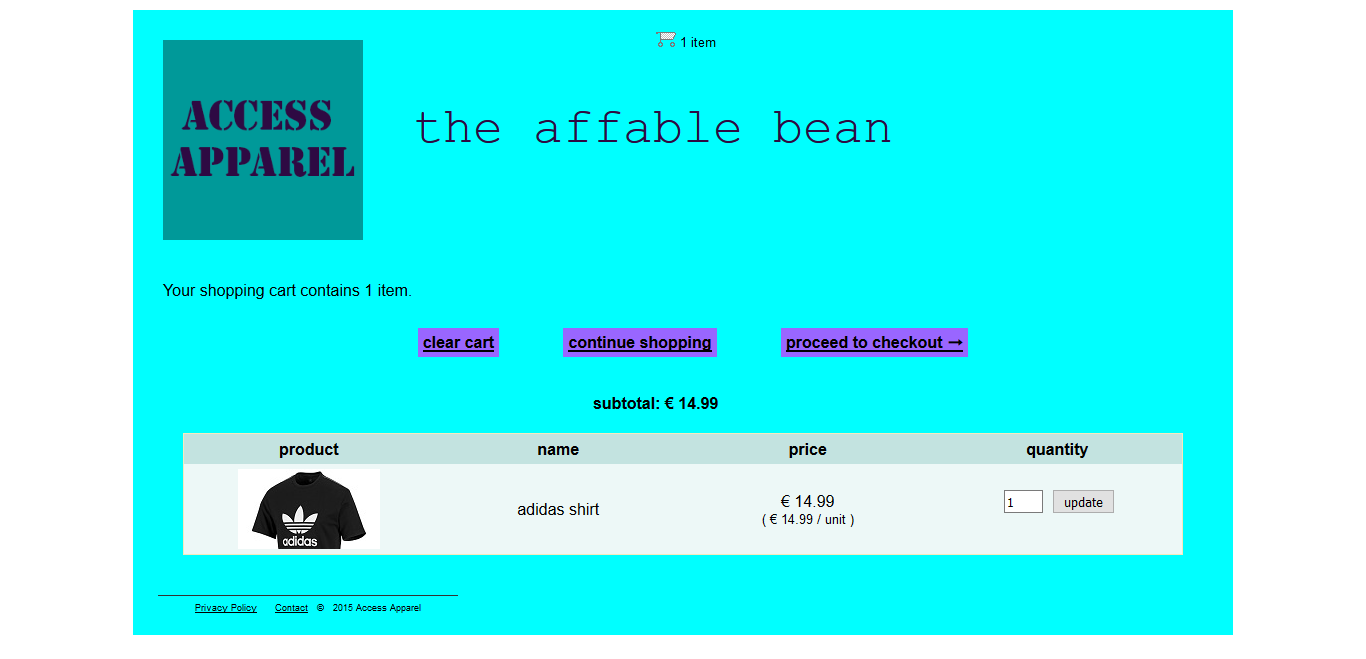 1 item
ACCESS
APPAREL
the affable bean
Your shopping cart contains 1 item.
clear cart continue shopping proceed to checkout ➞
subtotal: € 14.99
product name price quantity
adidas
adidas shirt
€ 14.99
( € 14.99 / unit )
1 update
Privacy Policy Contact © 2015 Access Apparel